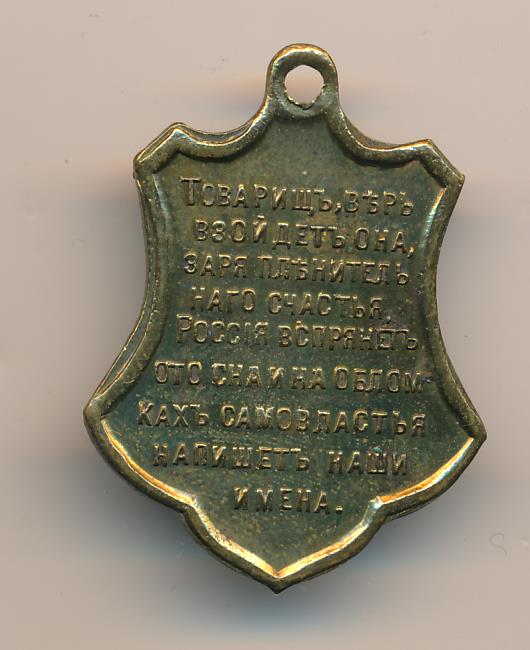 ТОВАРИЩЪ, ВѢРЬ
ВЗОЙДЕТЪ ОНА,
ЗАРЯ ПЛѢНИТЕЛЬ
НАГО СЧАСТЬЯ,
РОССІЯ ВСПРЯНЕТЪ
ОТО СНА И НА ОБЛОМ
КАХЪ САМОВЛАСТЬЯ
НАПИШЕТЪ НАШИ
ИМЕНА.